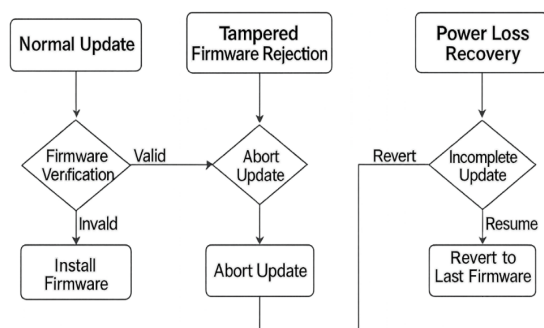 Normal Update
Tampered
Firmware Rejection
Power Loss
Recovery
Firmware
Verification
Valid
Abort
Update
Revert
Incomplete
Update
Invald
Resume
Install
Firmware
Abort Update
Revert to
Last Firmware